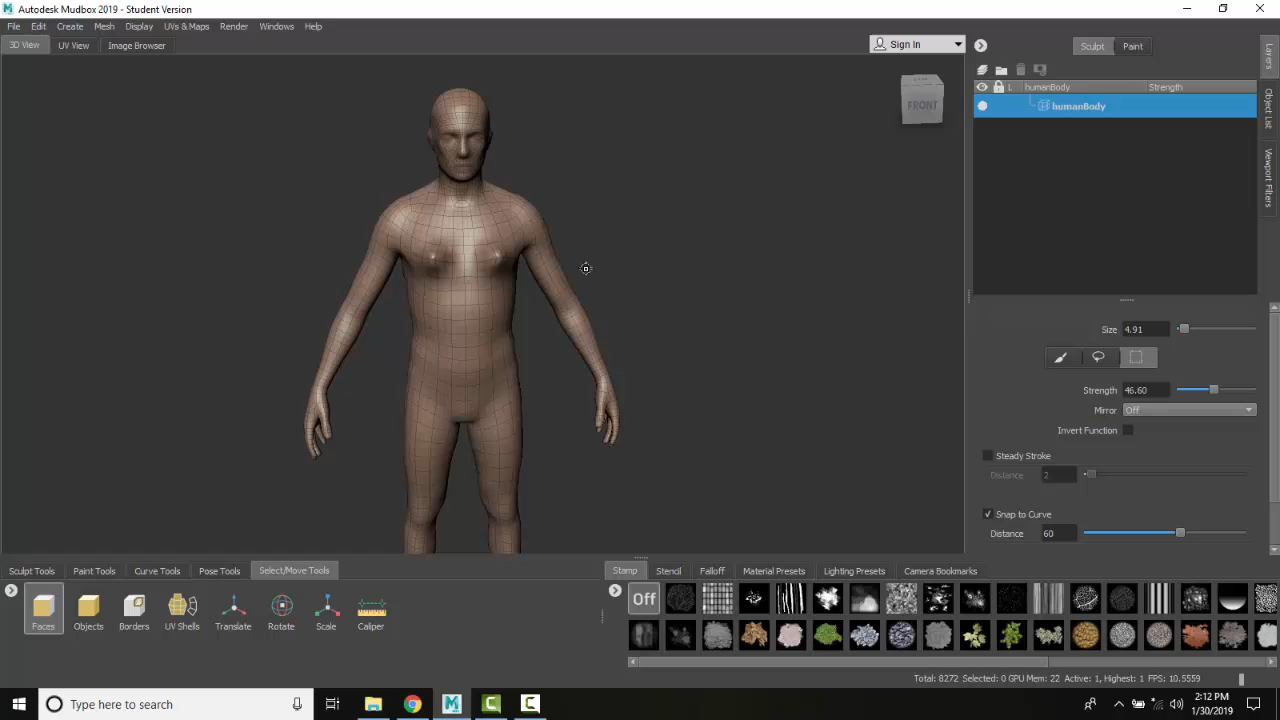 Autodesk Mudbox 2019 - Student Version
File Edit Create Mesh Display UVs & Maps Render Windows Help
3D View UV View Image Browser Sign In Sculpt Paint Layers
L humanBody Strength
humanBody
FRONT
Object List
Viewport Filters
Size 4.91
Strength 46.60
Mirror Off
Invert Function
Steady Stroke
Distance 2
Snap to Curve
Distance 60
Sculpt Tools Paint Tools Curve Tools Pose Tools Select/Move Tools Stamp Stencil Falloff Material Presets Lighting Presets Camera Bookmarks
Off
Faces Objects Borders UV Shells Translate Rotate Scale Caliper
Total: 8272 Selected: 0 GPU Mem: 22 Active: 1, Highest: 1 FPS: 10.5559
Type here to search
2:12 PM
1/30/2019